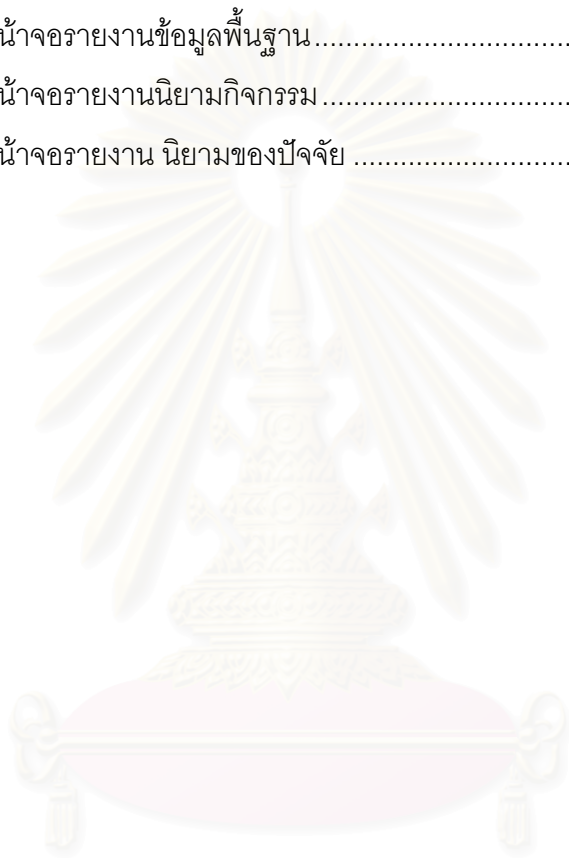 น้าจอรายงานข้อมูลพื้นฐาน.................................
น้าจอรายงานนิยามกิจกรรม................................
น้าจอรายงาน นิยามของปัจจัย ............................